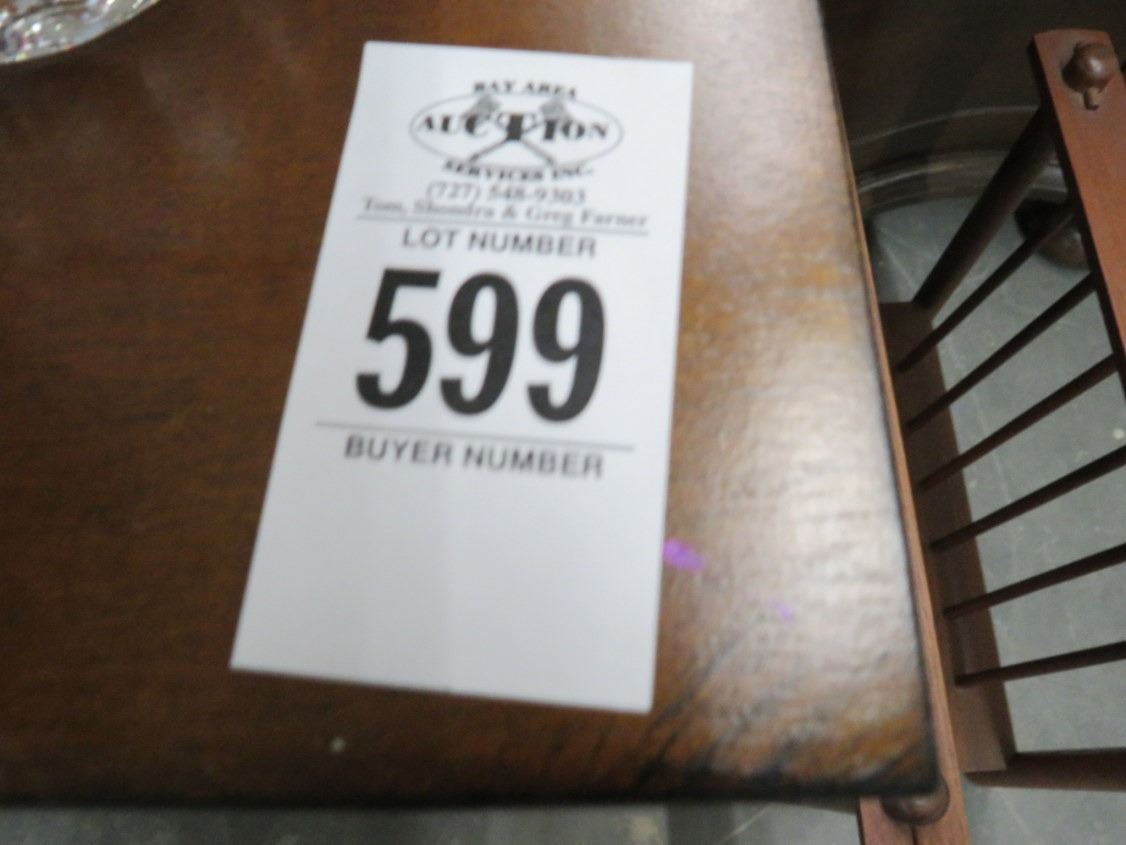 BAY AREA
AUCTION
SERVICES INC.
(727) 548-9303
Tom, Shondra & Greg Farner
LOT NUMBER
599
BUYER NUMBER